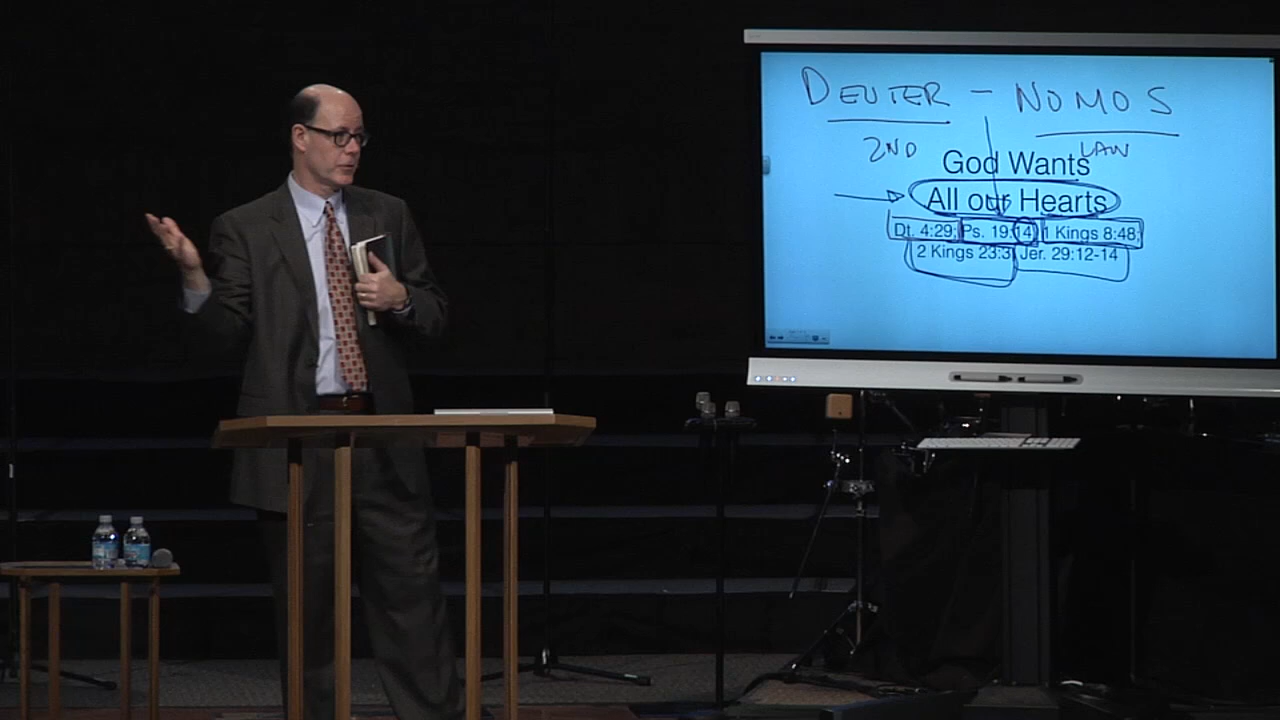 DEUTER - NOMOS
2ND LAW
God Wants
All our Hearts
Dt. 4:29; Ps. 19:14; 1 Kings 8:48;
2 Kings 23:3; Jer. 29:12-14